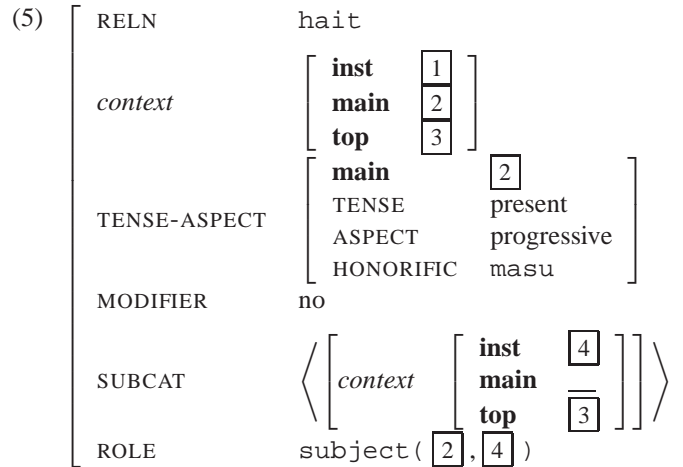 (5) RELN hait
inst 1
context main 2
top 3
main 2
TENSE present
TENSE-ASPECT ASPECT progressive
HONORIFIC masu
MODIFIER no
inst 4
SUBCAT ⟨ context main __ ⟩
top 3
ROLE subject( 2 , 4 )